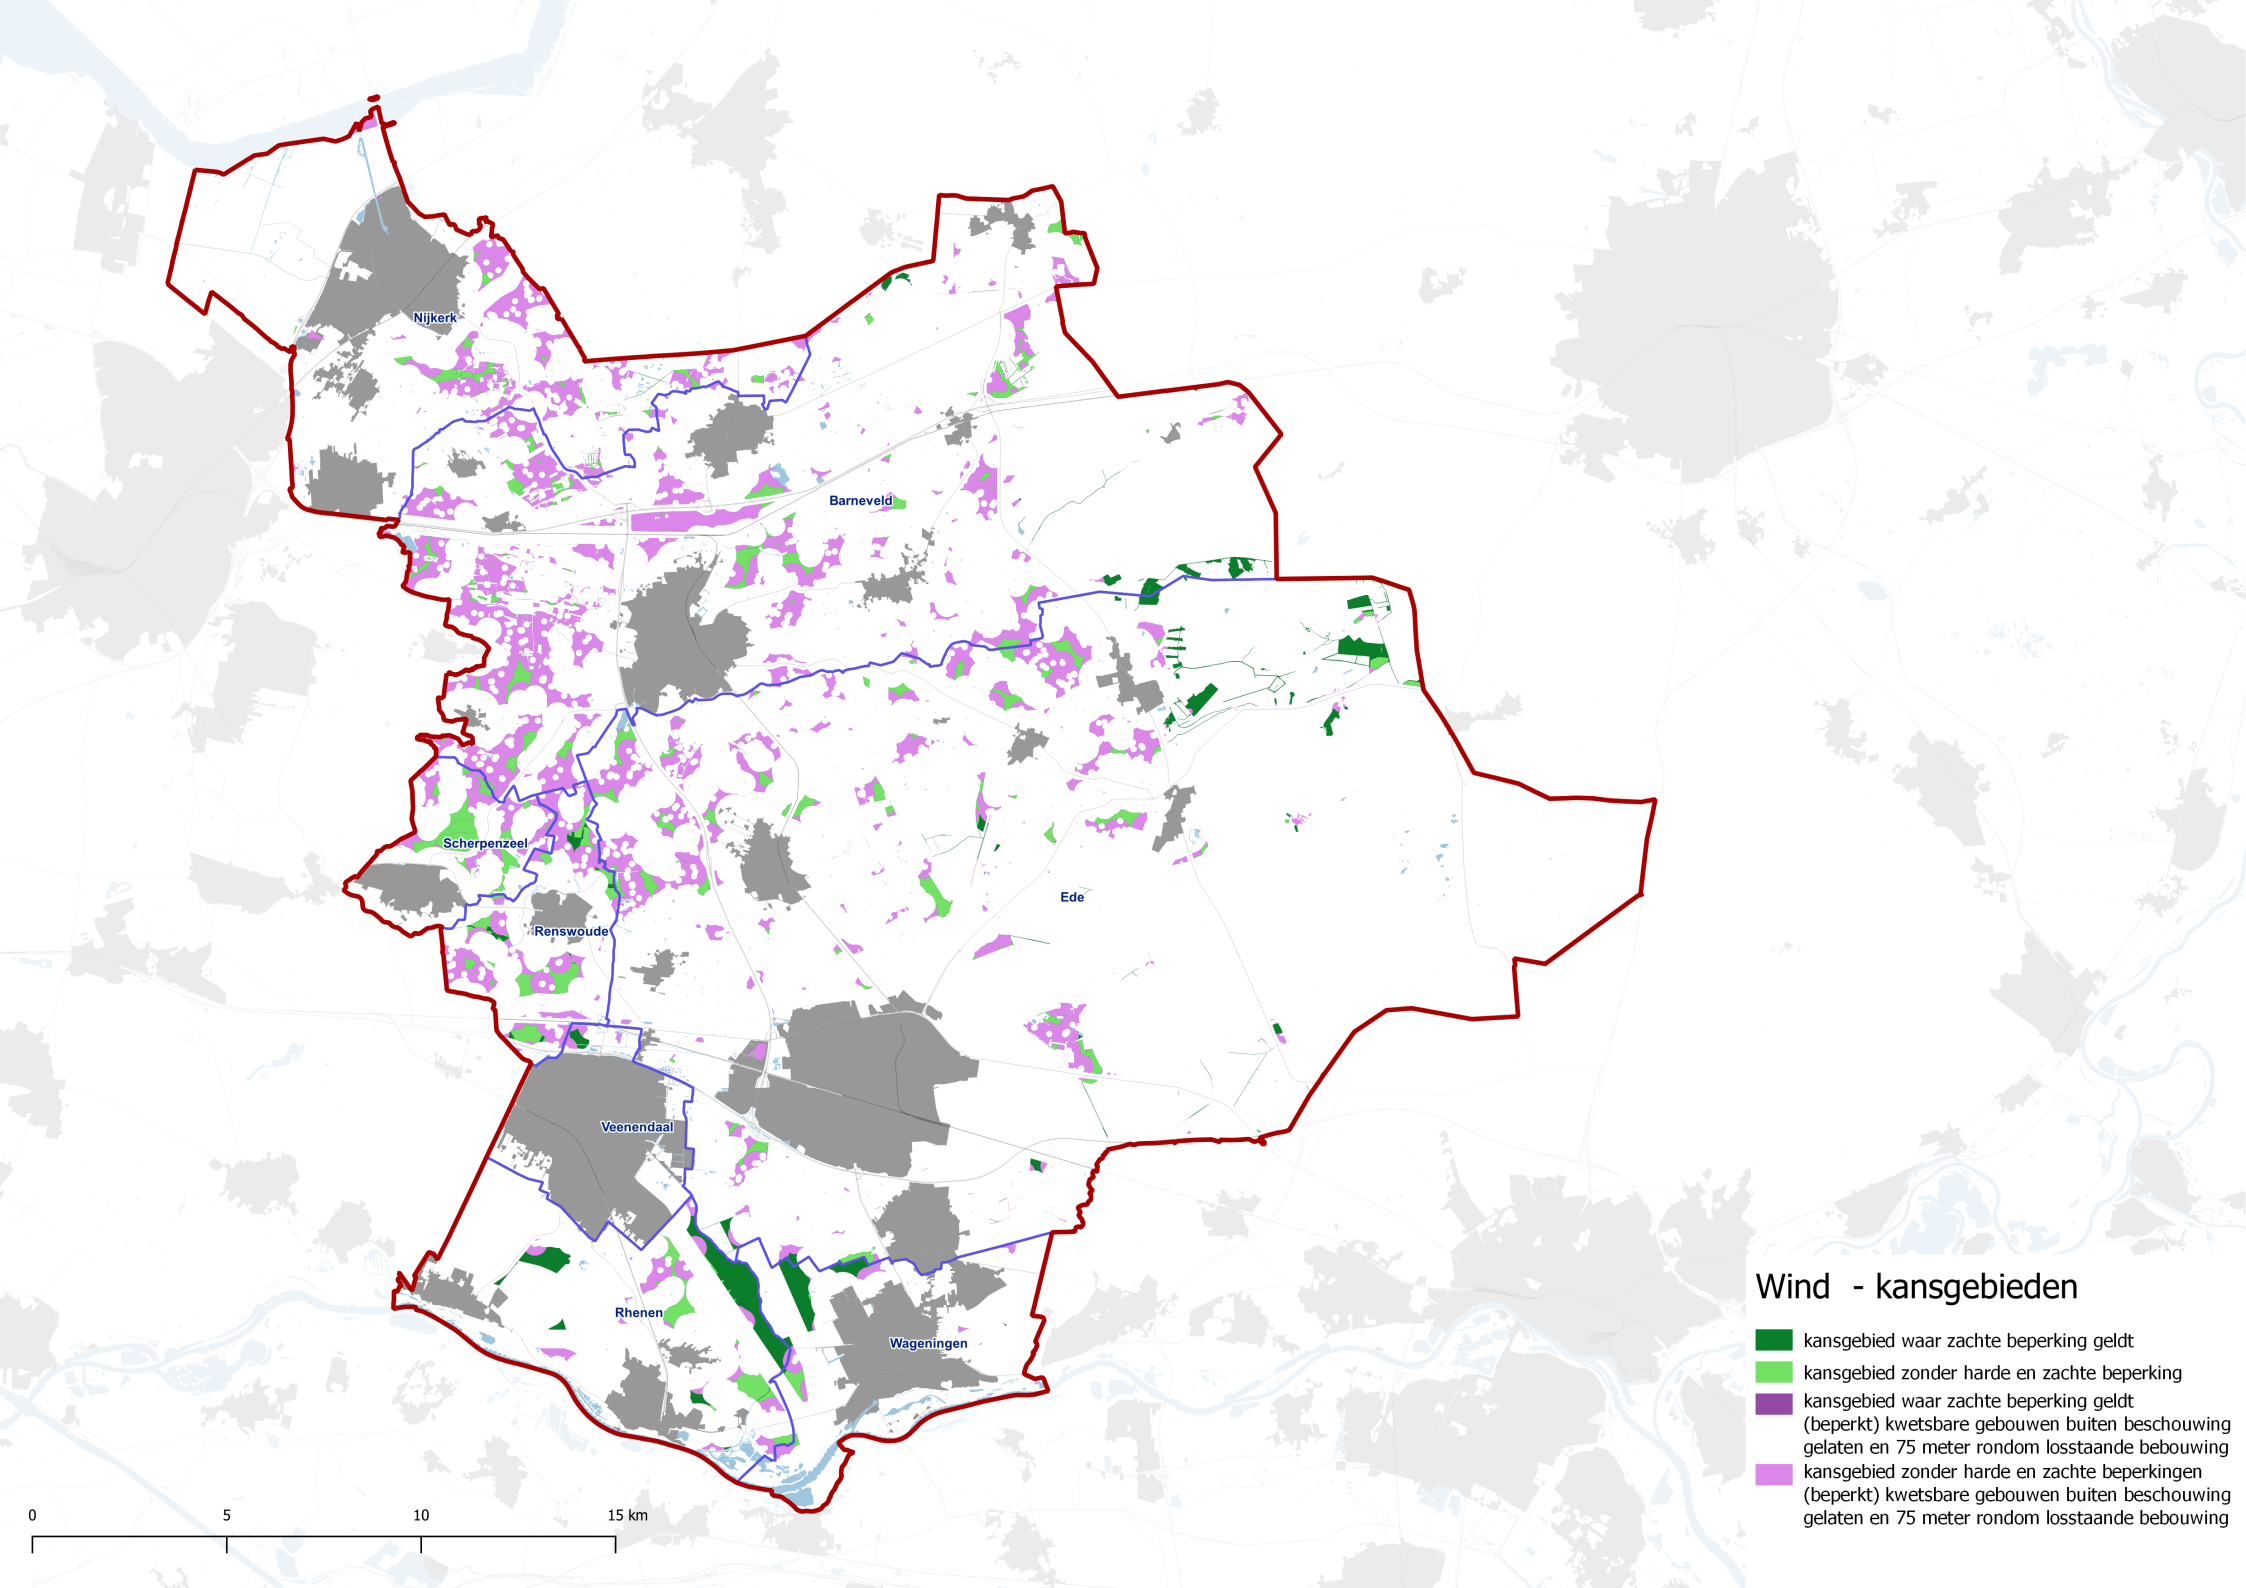 Nijkerk
Barneveld
Scherpenzeel
Ede
Renswoude
Veenendaal
Rhenen
Wageningen
Wind - kansgebieden
kansgebied waar zachte beperking geldt
kansgebied zonder harde en zachte beperking
kansgebied waar zachte beperking geldt
(beperkt) kwetsbare gebouwen buiten beschouwing
gelaten en 75 meter rondom losstaande bebouwing
kansgebied zonder harde en zachte beperkingen
(beperkt) kwetsbare gebouwen buiten beschouwing
gelaten en 75 meter rondom losstaande bebouwing
0 5 10 15 km